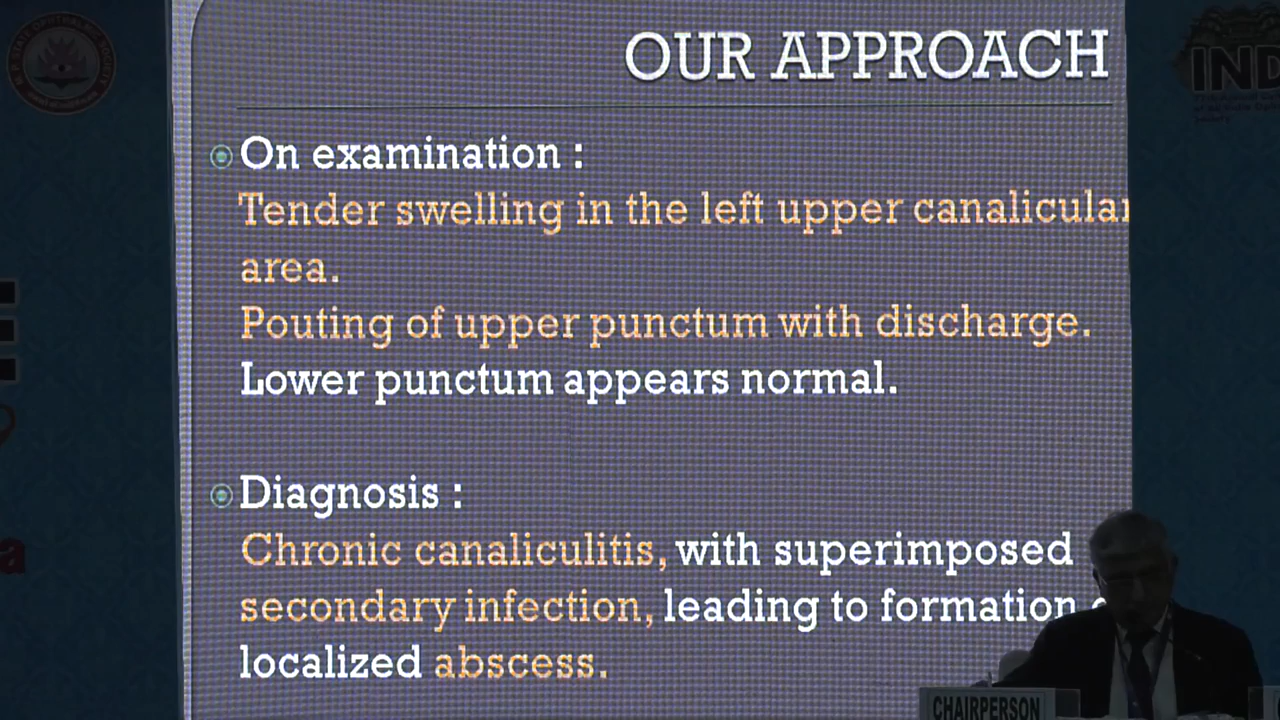 OUR APPROACH
On examination :
Tender swelling in the left upper canalicular
area.
Pouting of upper punctum with discharge.
Lower punctum appears normal.
Diagnosis :
Chronic canaliculitis, with superimposed
secondary infection, leading to formation
localized abscess.
CHAIRPERSON
IND
a